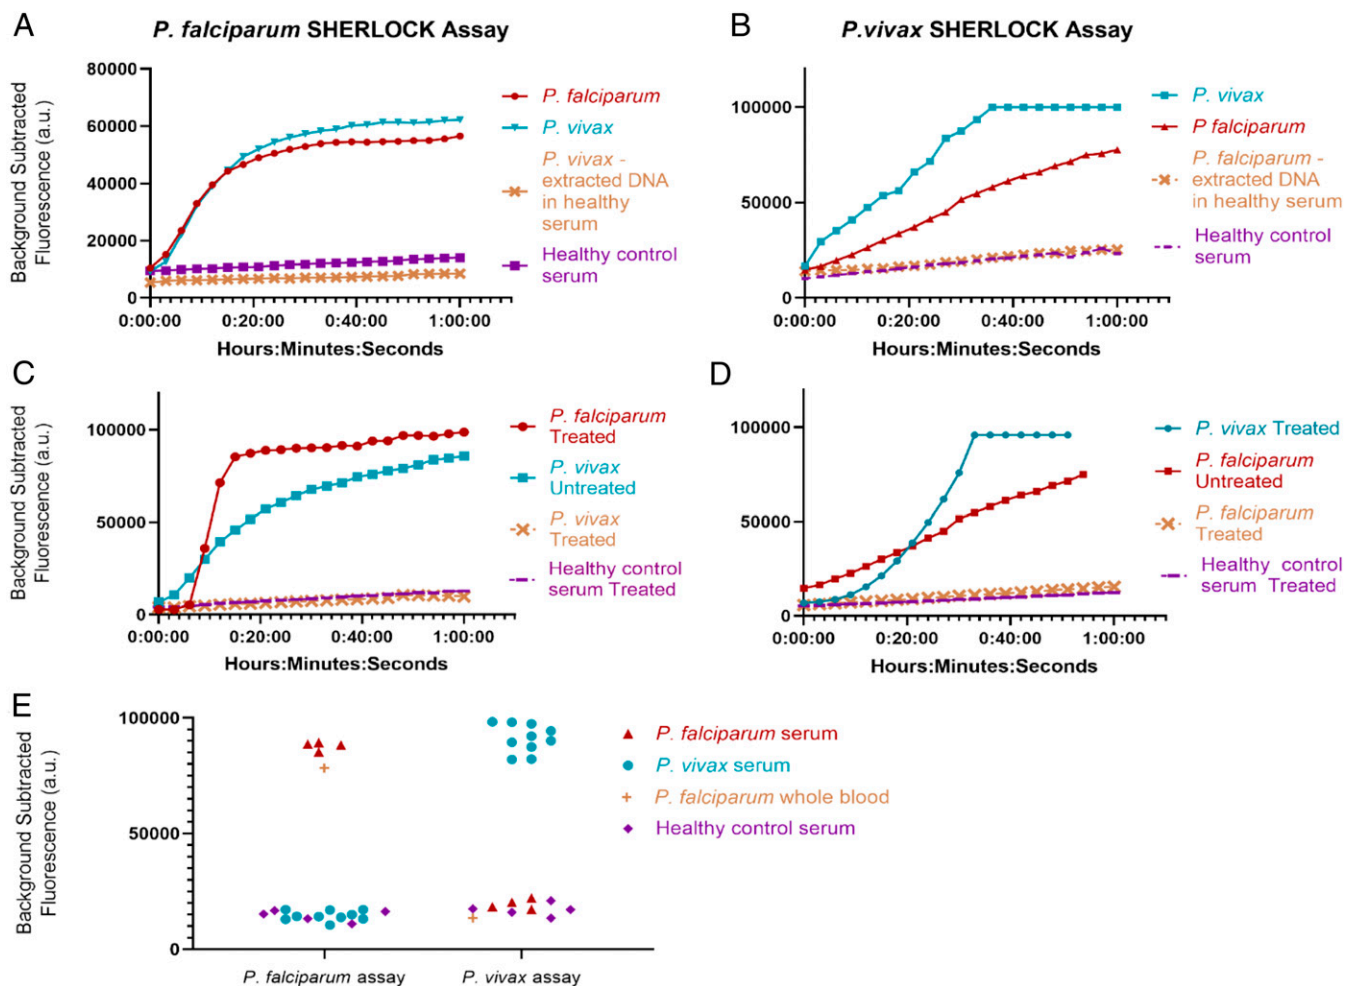 A
P. falciparum SHERLOCK Assay
Background Subtracted
Fluorescence (a.u.)
80000
60000
40000
20000
0
0:00:00
0:20:00
0:40:00
1:00:00
Hours:Minutes:Seconds
P. falciparum
P. vivax
P. vivax -
extracted DNA
in healthy
serum
Healthy control
serum
B
P.vivax SHERLOCK Assay
Background Subtracted
Fluorescence (a.u.)
100000
50000
0
0:00:00
0:20:00
0:40:00
1:00:00
Hours:Minutes:Seconds
P. vivax
P falciparum
P. falciparum -
extracted DNA
in healthy serum
Healthy control
serum
C
Background Subtracted
Fluorescence (a.u.)
100000
50000
0
0:00:00
0:20:00
0:40:00
1:00:00
Hours:Minutes:Seconds
P. falciparum
Treated
P. vivax
Untreated
P. vivax
Treated
Healthy control
serum Treated
D
Background Subtracted
Fluorescence (a.u.)
100000
50000
0
0:00:00
0:20:00
0:40:00
1:00:00
Hours:Minutes:Seconds
P. vivax Treated
P. falciparum
Untreated
P. falciparum
Treated
Healthy control
serum Treated
E
Background Subtracted
Fluorescence (a.u.)
100000
50000
0
P. falciparum assay
P. vivax assay
P. falciparum serum
P. vivax serum
P. falciparum whole blood
Healthy control serum